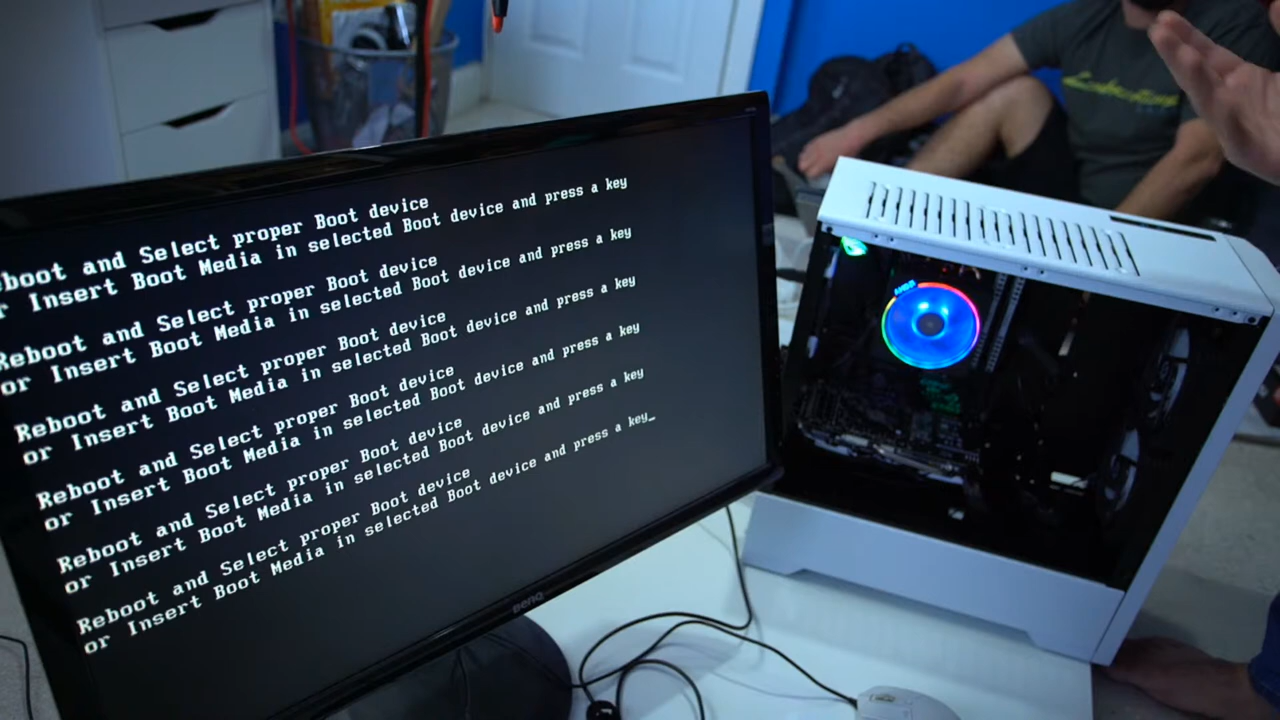 eboot and Select proper Boot device
r Insert Boot Media in selected Boot device and press a key
Reboot and Select proper Boot device
or Insert Boot Media in selected Boot device and press a key
Reboot and Select proper Boot device
or Insert Boot Media in selected Boot device and press a key
Reboot and Select proper Boot device
or Insert Boot Media in selected Boot device and press a key
Reboot and Select proper Boot device
or Insert Boot Media in selected Boot device and press a key
Reboot and Select proper Boot device
or Insert Boot Media in selected Boot device and press a key_
BenQ
AMD